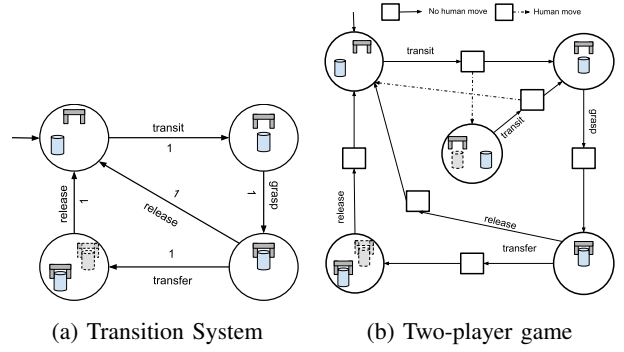 No human move
Human move
transit
transit
1
transit
grasp
grasp
1
1
release
release
1
release
release
1
transfer
transfer
(a) Transition System
(b) Two-player game